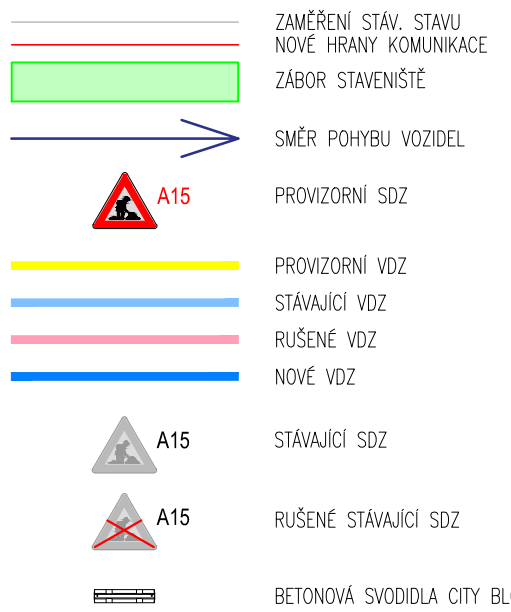 ZAMĚŘENÍ STÁV. STAVU
NOVÉ HRANY KOMUNIKACE
ZÁBOR STAVENIŠTĚ
SMĚR POHYBU VOZIDEL
A15 PROVIZORNÍ SDZ
PROVIZORNÍ VDZ
STÁVAJÍCÍ VDZ
RUŠENÉ VDZ
NOVÉ VDZ
A15 STÁVAJÍCÍ SDZ
A15 RUŠENÉ STÁVAJÍCÍ SDZ
BETONOVÁ SVODIDLA CITY